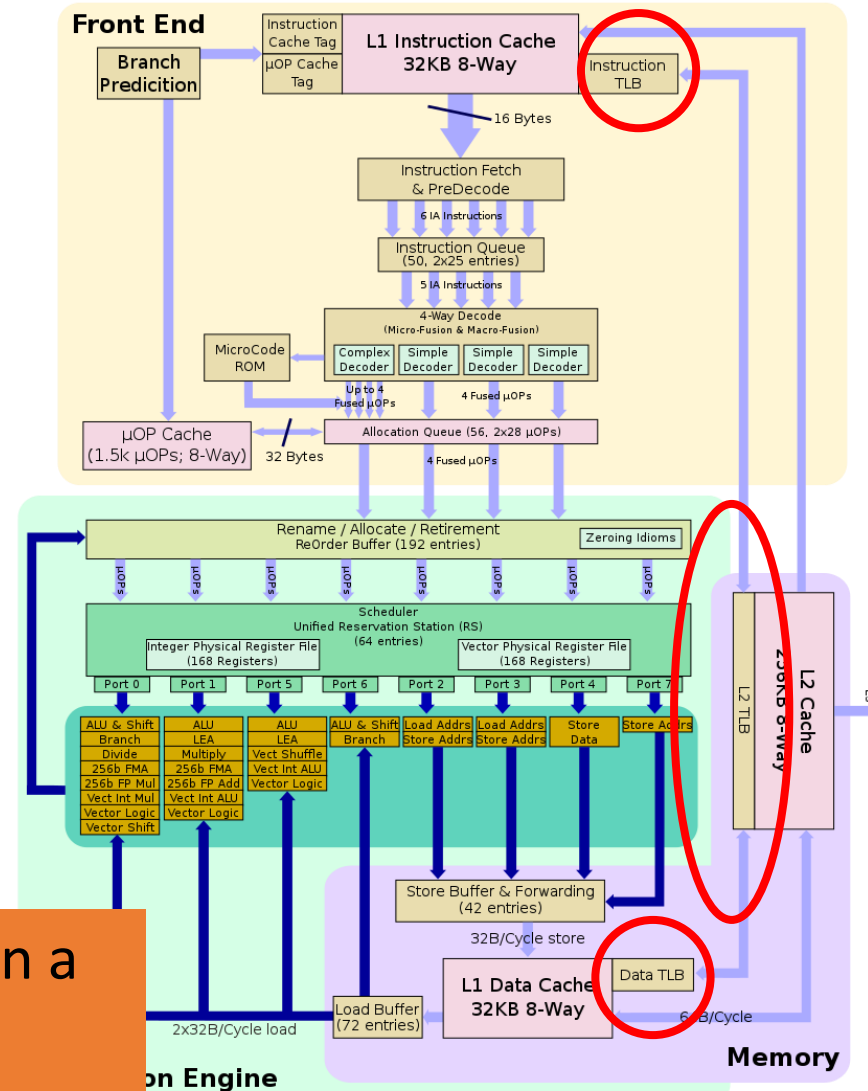 Front End
Branch
Predicition
Instruction
Cache Tag
µOP Cache
Tag
L1 Instruction Cache
32KB 8-Way
Instruction
TLB
16 Bytes
Instruction Fetch
& PreDecode
6 IA Instructions
Instruction Queue
(50, 2x25 entries)
5 IA Instructions
4-Way Decode
(Micro-Fusion & Macro-Fusion)
MicroCode
ROM
Complex
Decoder
Simple
Decoder
Simple
Decoder
Simple
Decoder
Up to 4
Fused µOPs
4 Fused µOPs
µOP Cache
(1.5k µOPs; 8-Way)
32 Bytes
Allocation Queue (56, 2x28 µOPs)
4 Fused µOPs
Rename / Allocate / Retirement
ReOrder Buffer (192 entries)
Zeroing Idioms
µOPs
µOPs
µOPs
µOPs
µOPs
µOPs
µOPs
µOPs
Scheduler
Unified Reservation Station (RS)
(64 entries)
Integer Physical Register File
(168 Registers)
Vector Physical Register File
(168 Registers)
Port 0
Port 1
Port 5
Port 6
Port 2
Port 3
Port 4
Port 7
ALU & Shift
Branch
Divide
256b FMA
256b FP Mul
Vect Int Mul
Vector Logic
Vector Shift
ALU
LEA
Multiply
256b FMA
256b FP Add
Vect Int ALU
Vector Logic
ALU
LEA
Vect Shuffle
Vect Int ALU
Vector Logic
ALU & Shift
Branch
Load Addrs
Store Addrs
Load Addrs
Store Addrs
Store
Data
Store Addrs
L2 TLB
L2 Cache
256KB 8-Way
Store Buffer & Forwarding
(42 entries)
32B/Cycle store
L1 Data Cache
32KB 8-Way
Data TLB
Load Buffer
(72 entries)
2x32B/Cycle load
64B/Cycle
Memory
n a
on Engine